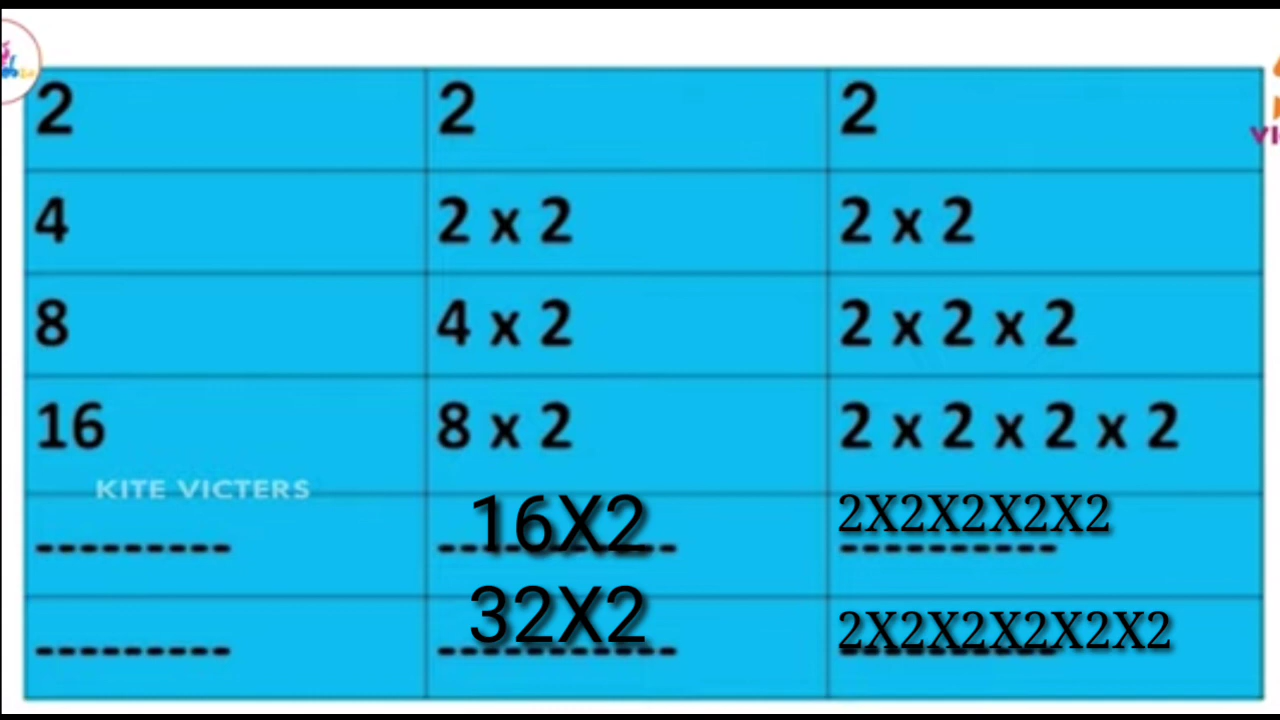 2 2 2
4 2 x 2 2 x 2
8 4 x 2 2 x 2 x 2
16 8 x 2 2 x 2 x 2 x 2
KITE VICTERS
--------- 16X2 2X2X2X2X2
--------- 32X2 2X2X2X2X2X2